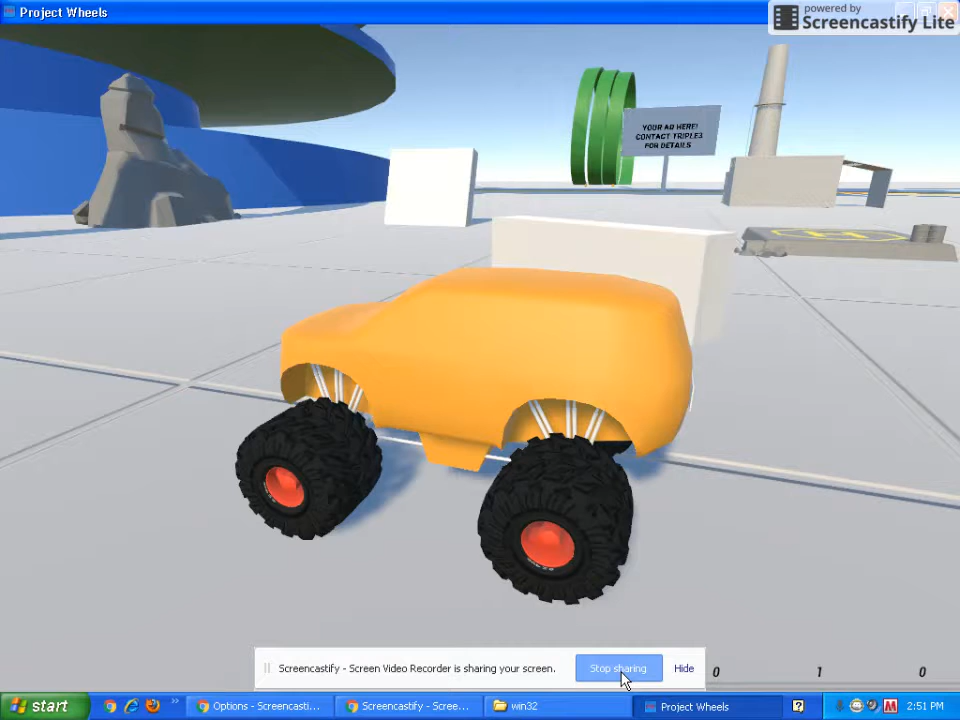 Project Wheels
powered by
Screencastify Lite
YOUR AD HERE!
CONTACT TRIPLE3
FOR DETAILS
H
Screencastify - Screen Video Recorder is sharing your screen.
Stop sharing
Hide
0
1
0
start
Options - Screencasti...
Screencastify - Scree...
win32
Project Wheels
2:51 PM